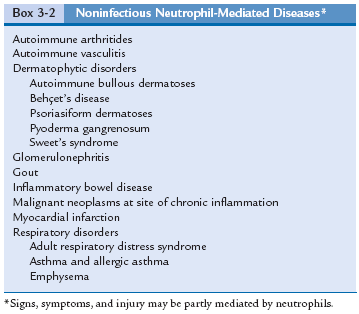 Box 3-2 Noninfectious Neutrophil-Mediated Diseases*
Autoimmune arthritides
Autoimmune vasculitis
Dermatophytic disorders
Autoimmune bullous dermatoses
Behçet's disease
Psoriasiform dermatoses
Pyoderma gangrenosum
Sweet's syndrome
Glomerulonephritis
Gout
Inflammatory bowel disease
Malignant neoplasms at site of chronic inflammation
Myocardial infarction
Respiratory disorders
Adult respiratory distress syndrome
Asthma and allergic asthma
Emphysema
*Signs, symptoms, and injury may be partly mediated by neutrophils.